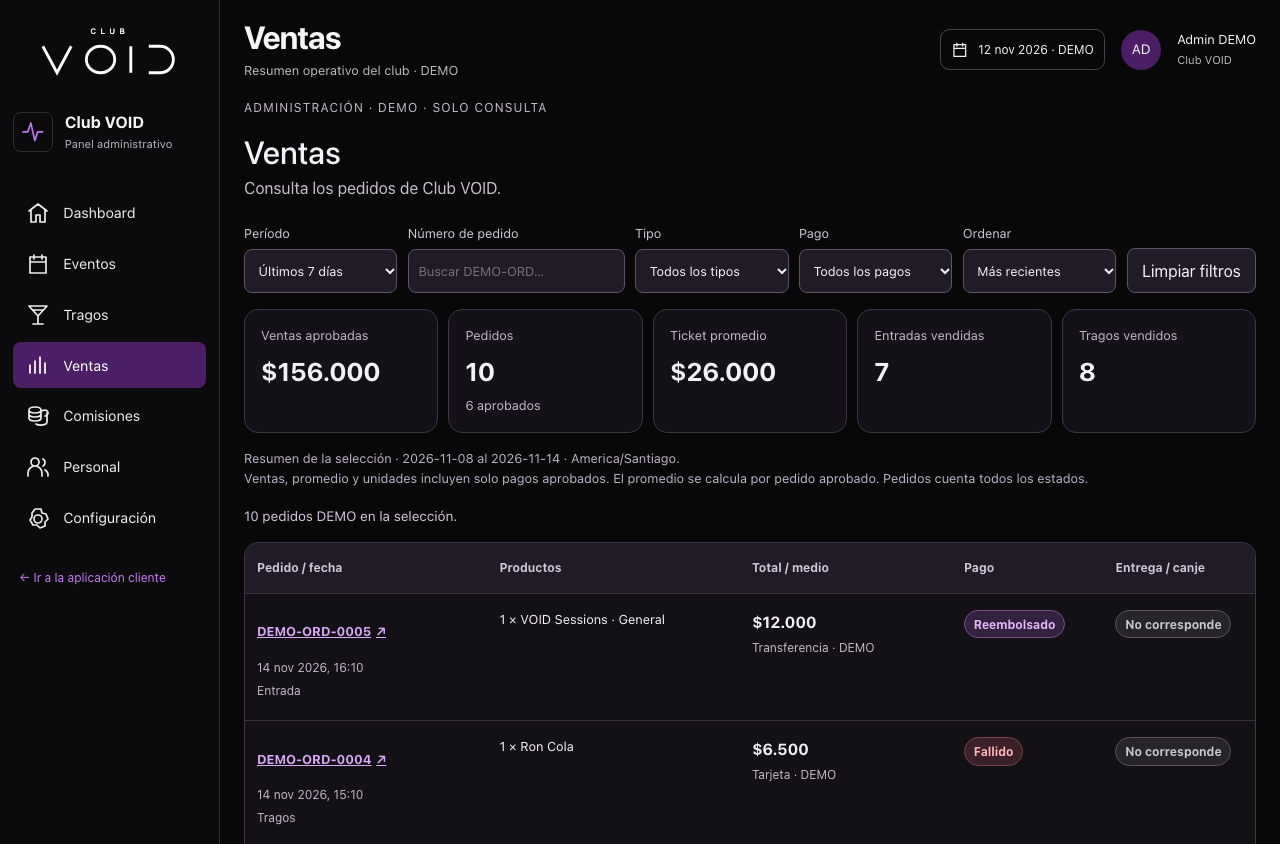 CLUB
VOID
Club VOID
Panel administrativo
Dashboard
Eventos
Tragos
Ventas
Comisiones
Personal
Configuración
← Ir a la aplicación cliente
Ventas
Resumen operativo del club · DEMO
12 nov 2026 · DEMO
AD
Admin DEMO
Club VOID
ADMINISTRACIÓN · DEMO · SOLO CONSULTA
Ventas
Consulta los pedidos de Club VOID.
Período
Número de pedido
Tipo
Pago
Ordenar
Últimos 7 días
Buscar DEMO-ORD...
Todos los tipos
Todos los pagos
Más recientes
Limpiar filtros
Ventas aprobadas
$156.000
Pedidos
10
6 aprobados
Ticket promedio
$26.000
Entradas vendidas
7
Tragos vendidos
8
Resumen de la selección · 2026-11-08 al 2026-11-14 · America/Santiago.
Ventas, promedio y unidades incluyen solo pagos aprobados. El promedio se calcula por pedido aprobado. Pedidos cuenta todos los estados.
10 pedidos DEMO en la selección.
Pedido / fecha
Productos
Total / medio
Pago
Entrega / canje
DEMO-ORD-0005 ↗
14 nov 2026, 16:10
Entrada
1 × VOID Sessions · General
$12.000
Transferencia · DEMO
Reembolsado
No corresponde
DEMO-ORD-0004 ↗
14 nov 2026, 15:10
Tragos
1 × Ron Cola
$6.500
Tarjeta · DEMO
Fallido
No corresponde